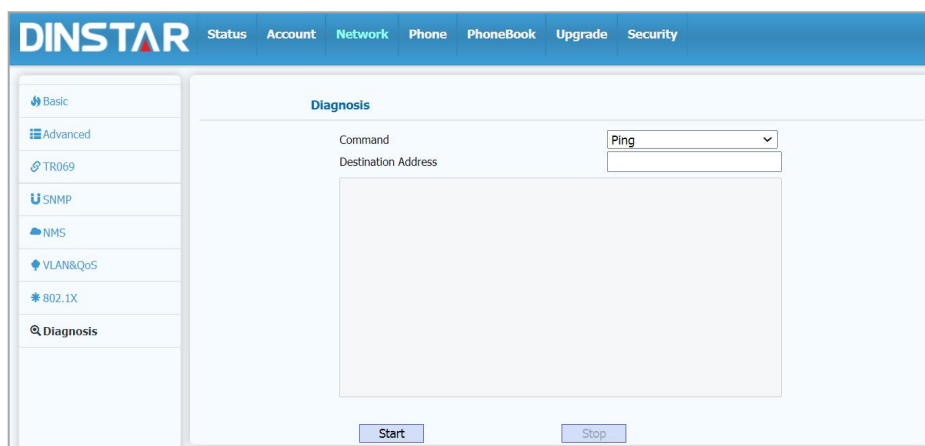 DINSTAR Status Account Network Phone PhoneBook Upgrade Security
Basic
Advanced
TR069
SNMP
NMS
VLAN&QoS
802.1X
Diagnosis
Diagnosis
Command Ping
Destination Address
Start Stop